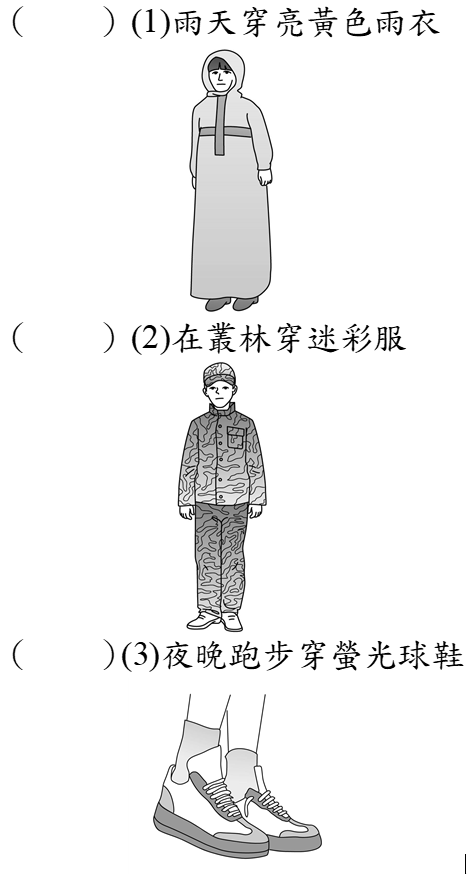 （　　）(1)雨天穿亮黃色雨衣
（　　）(2)在叢林穿迷彩服
（　　）(3)夜晚跑步穿螢光球鞋